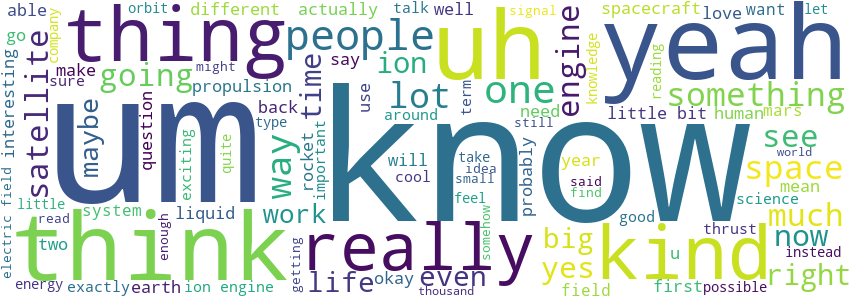 able
orbit
different
actually
talk
well
signal
spacecraft
love
want
let
go
company
thing
people
uh
engine
knowledge
yeah
say
ion
reading
might
make
sure
going
propulsion
time
lot
one
something
satellite
maybe
question
back
use
term
need
little bit
human
mars
type
around
still
see
exciting
quite
way
rocket
important
um
know
will
take
idea
cool
small
feel
probably
year
said
find
world
space
mean
electric field interesting
little
system
liquid
work
science
much
read
two
enough
good
think
really
somehow
big
kind
u
thrust
now
instead
getting
life
okay
even
yes
right
energy
exactly
earth
ion engine
thousand
field
first
possible